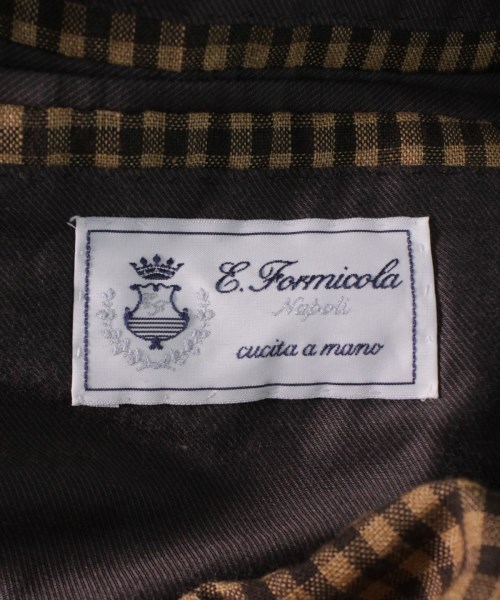 E. Formicola
Napoli
cucita a mano